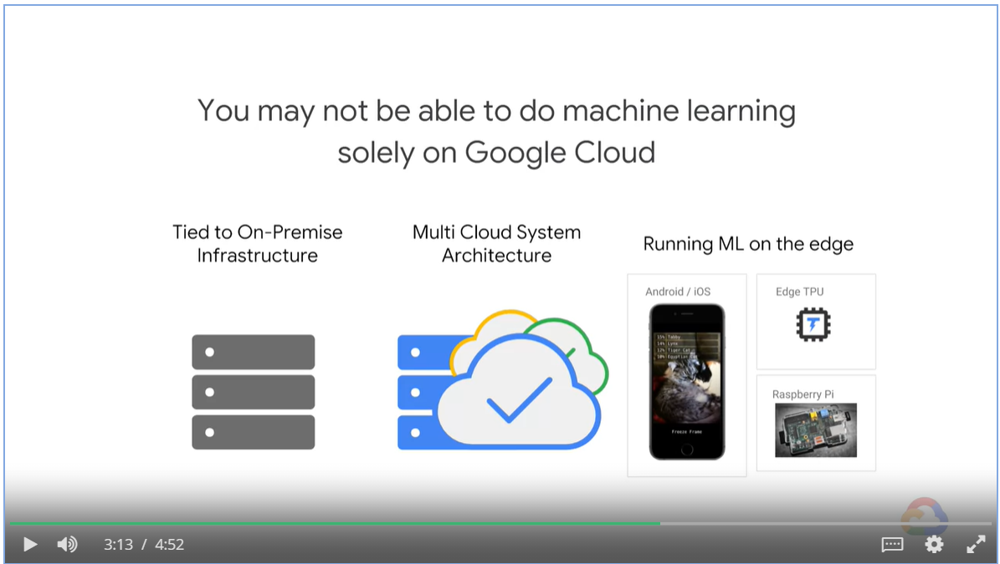 You may not be able to do machine learning
solely on Google Cloud
Tied to On-Premise
Infrastructure
Multi Cloud System
Architecture
Running ML on the edge
Android / iOS
15% Tabby
14% Lynx
12% Tiger Cat
10% Egyptian Cat
Freeze Frame
Edge TPU
Raspberry Pi
3:13 / 4:52